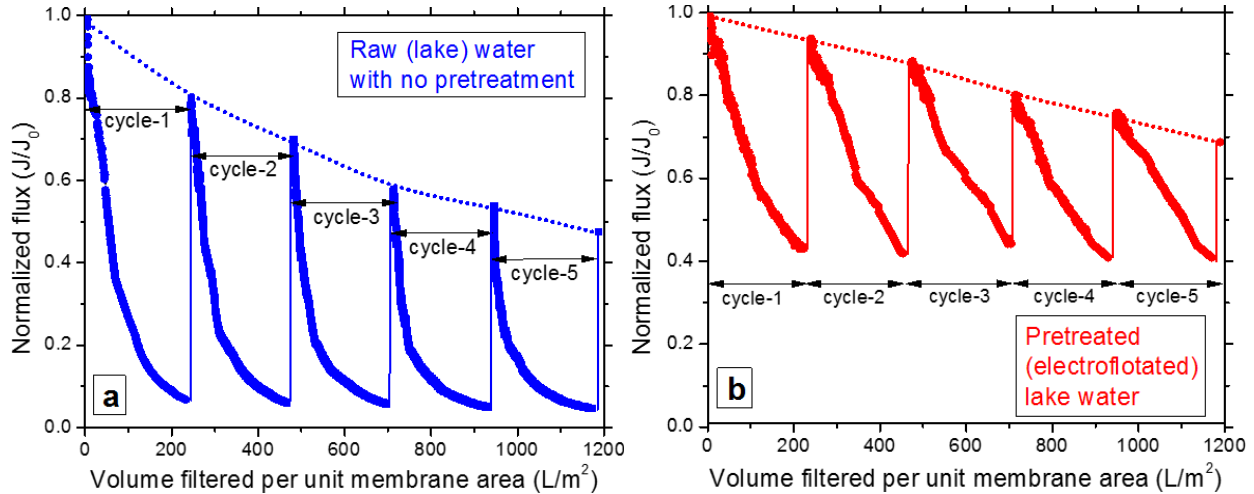 1.0
0.8
0.6
0.4
0.2
0.0
Normalized flux (J/J0)
Raw (lake) water
with no pretreatment
cycle-1
cycle-2
cycle-3
cycle-4
cycle-5
a
0
200
400
600
800
1000
1200
Volume filtered per unit membrane area (L/m²)
1.0
0.8
0.6
0.4
0.2
0.0
Normalized flux (J/J0)
cycle-1
cycle-2
cycle-3
cycle-4
cycle-5
Pretreated
(electroflotated)
lake water
b
0
200
400
600
800
1000
1200
Volume filtered per unit membrane area (L/m²)